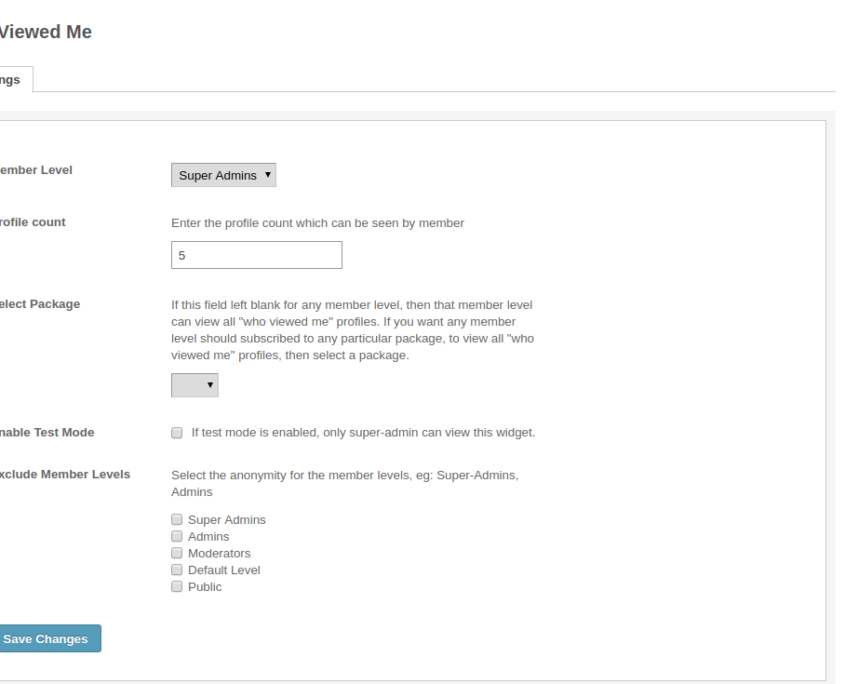 Viewed Me
ngs
ember Level
Super Admins
rofile count
Enter the profile count which can be seen by member
5
elect Package
If this field left blank for any member level, then that member level
can view all "who viewed me" profiles. If you want any member
level should subscribed to any particular package, to view all "who
viewed me" profiles, then select a package.
nable Test Mode
If test mode is enabled, only super-admin can view this widget.
xclude Member Levels
Select the anonymity for the member levels, eg: Super-Admins,
Admins
Super Admins
Admins
Moderators
Default Level
Public
Save Changes